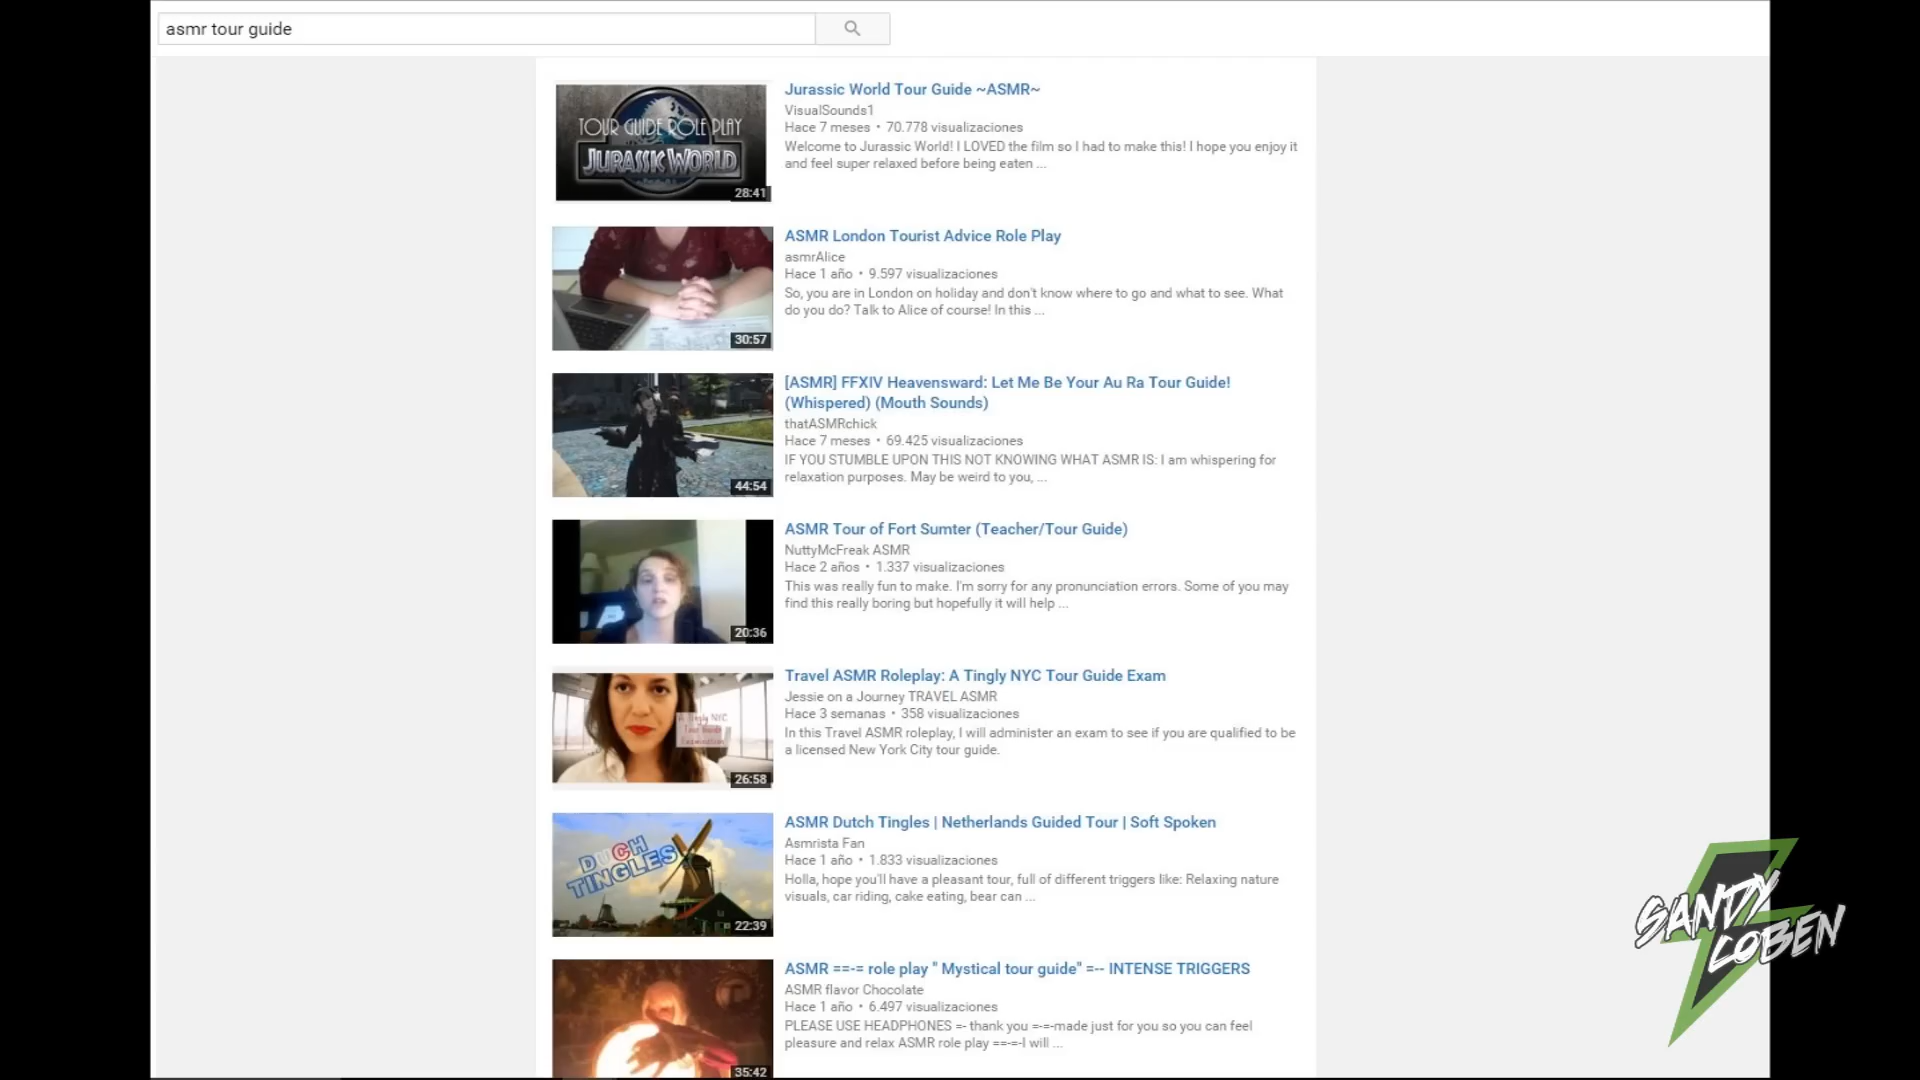 asmr tour guide
TOUR GUIDE ROLE PLAY
JURASSIC WORLD
28:41
Jurassic World Tour Guide ~ASMR~
VisualSounds1
Hace 7 meses • 70.778 visualizaciones
Welcome to Jurassic World! I LOVED the film so I had to make this! I hope you enjoy it
and feel super relaxed before being eaten ...
30:57
ASMR London Tourist Advice Role Play
asmrAlice
Hace 1 año • 9.597 visualizaciones
So, you are in London on holiday and don't know where to go and what to see. What
do you do? Talk to Alice of course! In this ...
44:54
[ASMR] FFXIV Heavensward: Let Me Be Your Au Ra Tour Guide!
(Whispered) (Mouth Sounds)
thatASMRchick
Hace 7 meses • 69.425 visualizaciones
IF YOU STUMBLE UPON THIS NOT KNOWING WHAT ASMR IS: I am whispering for
relaxation purposes. May be weird to you, ...
20:36
ASMR Tour of Fort Sumter (Teacher/Tour Guide)
NuttyMcFreak ASMR
Hace 2 años • 1.337 visualizaciones
This was really fun to make. I'm sorry for any pronunciation errors. Some of you may
find this really boring but hopefully it will help ...
A Tingly NYC
Tour Guide
Examination
26:58
Travel ASMR Roleplay: A Tingly NYC Tour Guide Exam
Jessie on a Journey TRAVEL ASMR
Hace 3 semanas • 358 visualizaciones
In this Travel ASMR roleplay, I will administer an exam to see if you are qualified to be
a licensed New York City tour guide.
DUCH
TINGLES
22:39
ASMR Dutch Tingles | Netherlands Guided Tour | Soft Spoken
Asmrista Fan
Hace 1 año • 1.833 visualizaciones
Holla, hope you'll have a pleasant tour, full of different triggers like: Relaxing nature
visuals, car riding, cake eating, bear can ...
35:42
ASMR ==-= role play " Mystical tour guide" =-- INTENSE TRIGGERS
ASMR flavor Chocolate
Hace 1 año • 6.497 visualizaciones
PLEASE USE HEADPHONES =- thank you =-=-made just for you so you can feel
pleasure and relax ASMR role play ==-=-I will ...
SANDY
COBEN